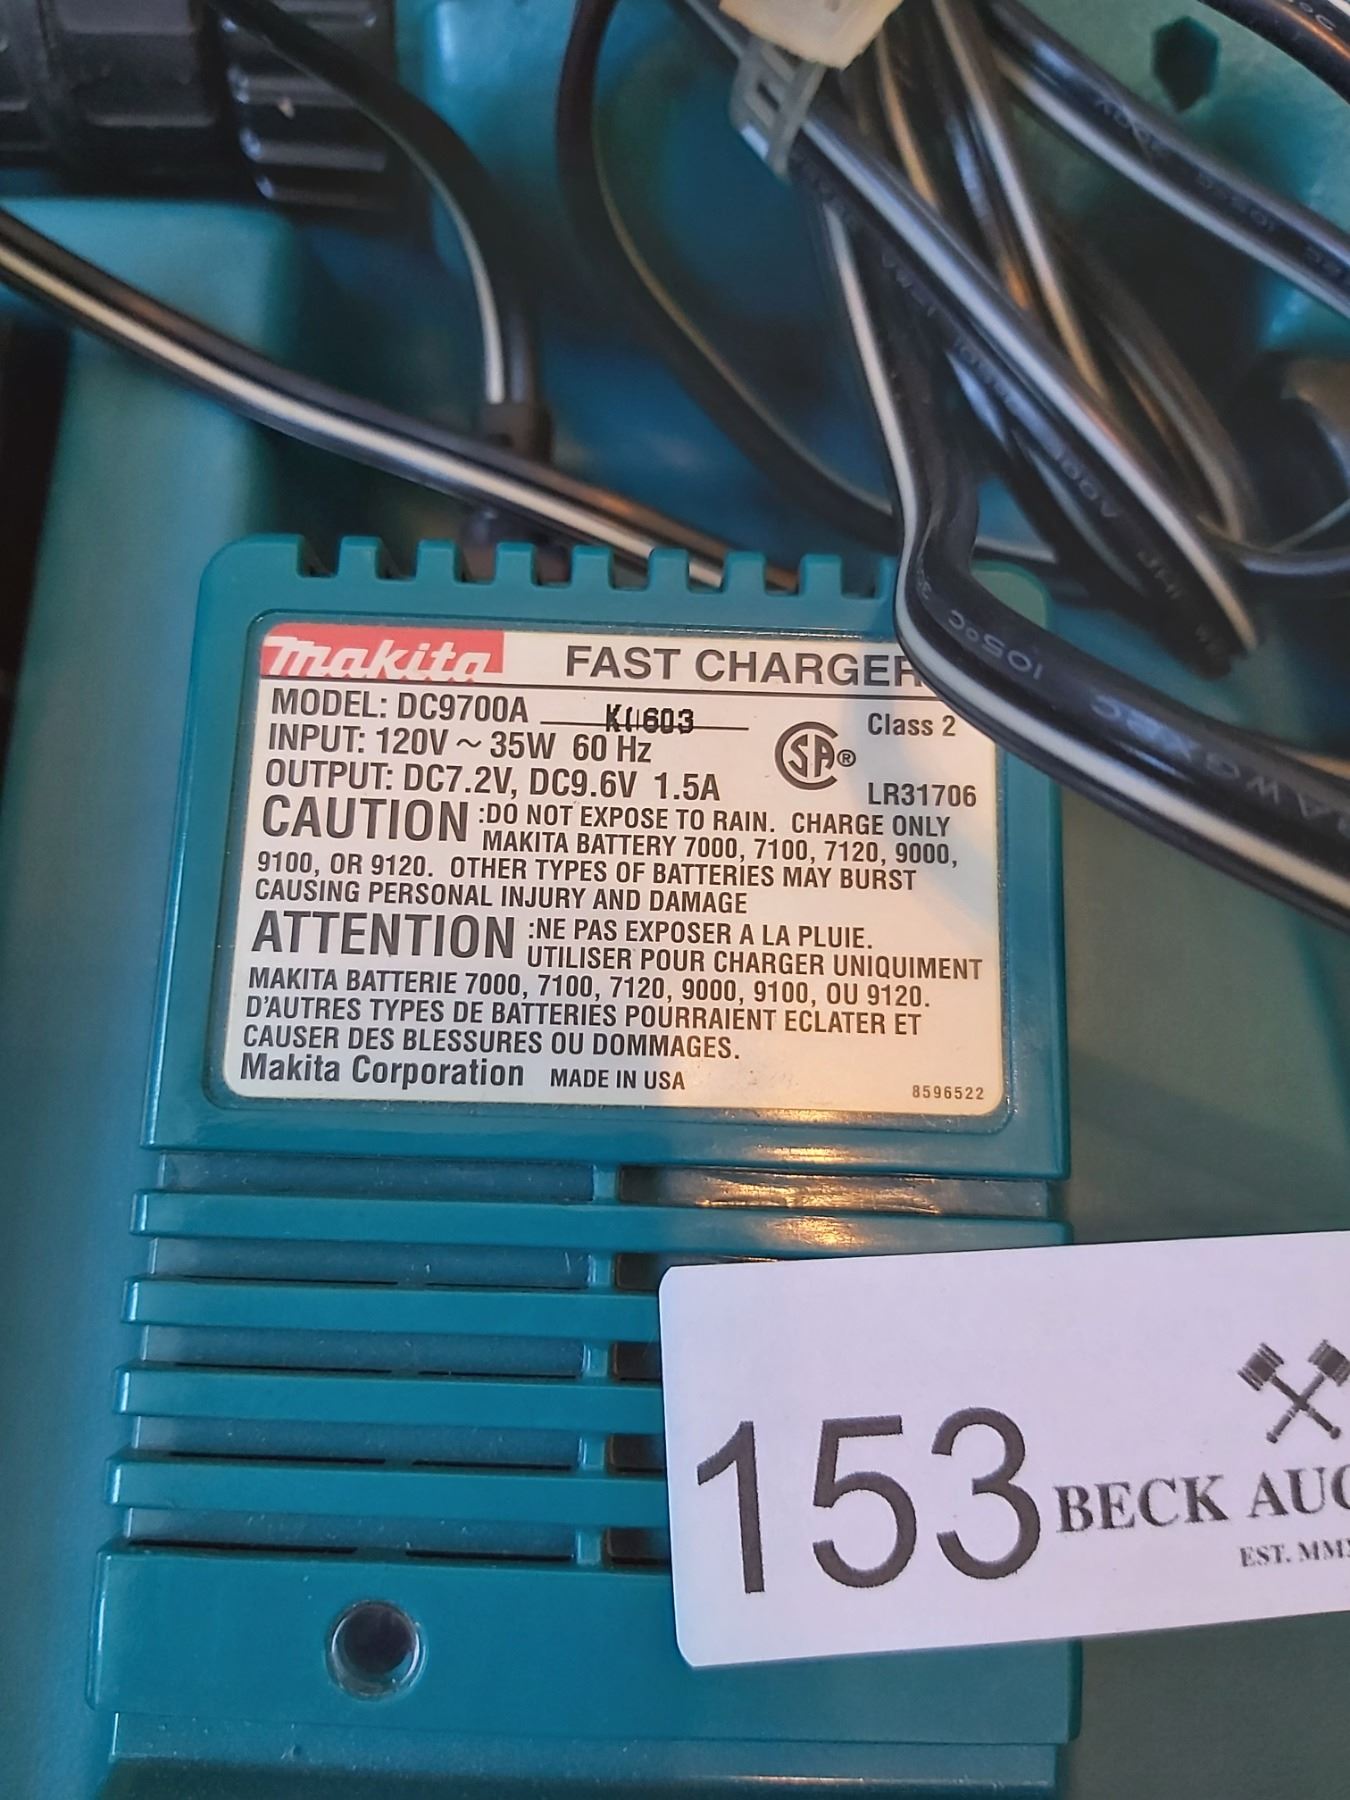 makita FAST CHARGER
MODEL: DC9700A
INPUT: 120V ~ 35W 60 Hz
OUTPUT: DC7.2V, DC9.6V 1.5A
SA ® Class 2
LR31706
CAUTION :DO NOT EXPOSE TO RAIN. CHARGE ONLY
MAKITA BATTERY 7000, 7100, 7120, 9000,
9100, OR 9120. OTHER TYPES OF BATTERIES MAY BURST
CAUSING PERSONAL INJURY AND DAMAGE
ATTENTION :NE PAS EXPOSER A LA PLUIE.
UTILISER POUR CHARGER UNIQUIMENT
MAKITA BATTERIE 7000, 7100, 7120, 9000, 9100, OU 9120.
D'AUTRES TYPES DE BATTERIES POURRAIENT ECLATER ET
CAUSER DES BLESSURES OU DOMMAGES.
Makita Corporation MADE IN USA
8596522
153
BECK AUC
EST. MM
105°C